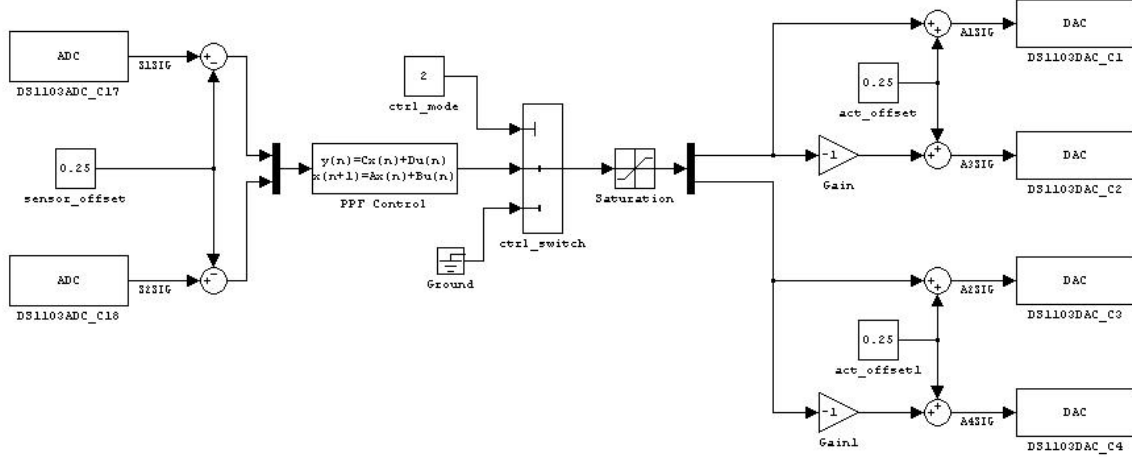 ADC
DS1103ADC_C17
S1SIG
+
-
0.25
sensor_offset
ADC
DS1103ADC_C18
S2SIG
+
-
y(n)=Cx(n)+Du(n)
x(n+1)=Ax(n)+Bu(n)
PPF Control
2
ctrl_mode
ctrl_switch
Ground
Saturation
-1
Gain
-1
Gain1
+
+
A1SIG
DAC
DS1103DAC_C1
0.25
act_offset
+
+
A3SIG
DAC
DS1103DAC_C2
+
+
A2SIG
DAC
DS1103DAC_C3
0.25
act_offset1
+
+
A4SIG
DAC
DS1103DAC_C4